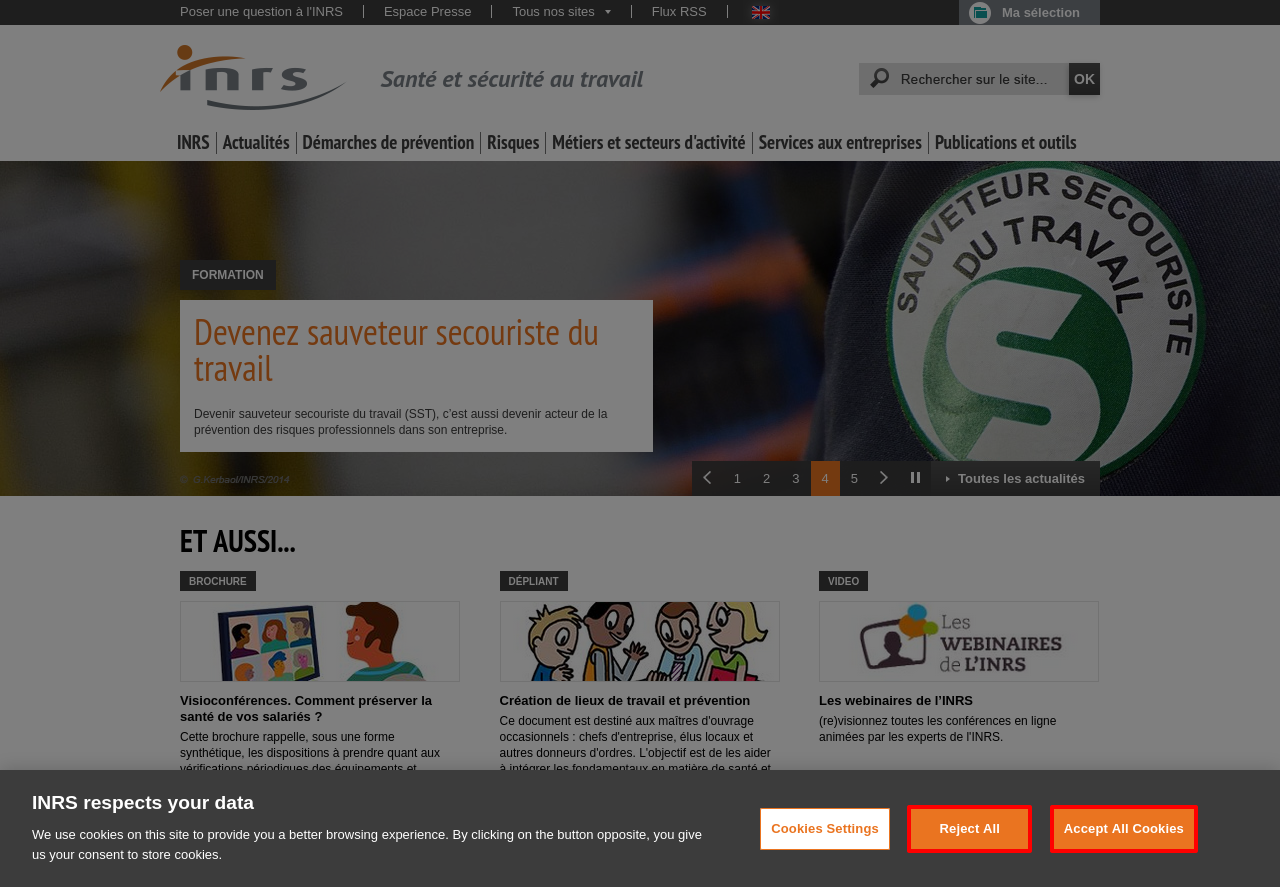 Poser une question à l'INRS
Espace Presse
Tous nos sites
Flux RSS
Ma sélection
inrs
Santé et sécurité au travail
Rechercher sur le site...
OK
INRS
Actualités
Démarches de prévention
Risques
Métiers et secteurs d'activité
Services aux entreprises
Publications et outils
SAUVETEUR SECOURISTE
DU TRAVAIL
S
FORMATION
Devenez sauveteur secouriste du
travail
Devenir sauveteur secouriste du travail (SST), c'est aussi devenir acteur de la
prévention des risques professionnels dans son entreprise.
© G.Kerbaol/INRS/2014
1 2 3 4 5
Toutes les actualités
ET AUSSI...
BROCHURE
Visioconférences. Comment préserver la
santé de vos salariés ?
Cette brochure rappelle, sous une forme
synthétique, les dispositions à prendre quant aux
vérifications périodiques des équipements et
DÉPLIANT
Création de lieux de travail et prévention
Ce document est destiné aux maîtres d'ouvrage
occasionnels : chefs d'entreprise, élus locaux et
autres donneurs d'ordres. L'objectif est de les aider
à intégrer les fondamentaux en matière de santé et
VIDEO
Les
WEBINAIRES
de L'INRS
Les webinaires de l'INRS
(re)visionnez toutes les conférences en ligne
animées par les experts de l'INRS.
INRS respects your data
We use cookies on this site to provide you a better browsing experience. By clicking on the button opposite, you give
us your consent to store cookies.
Cookies Settings
Reject All
Accept All Cookies